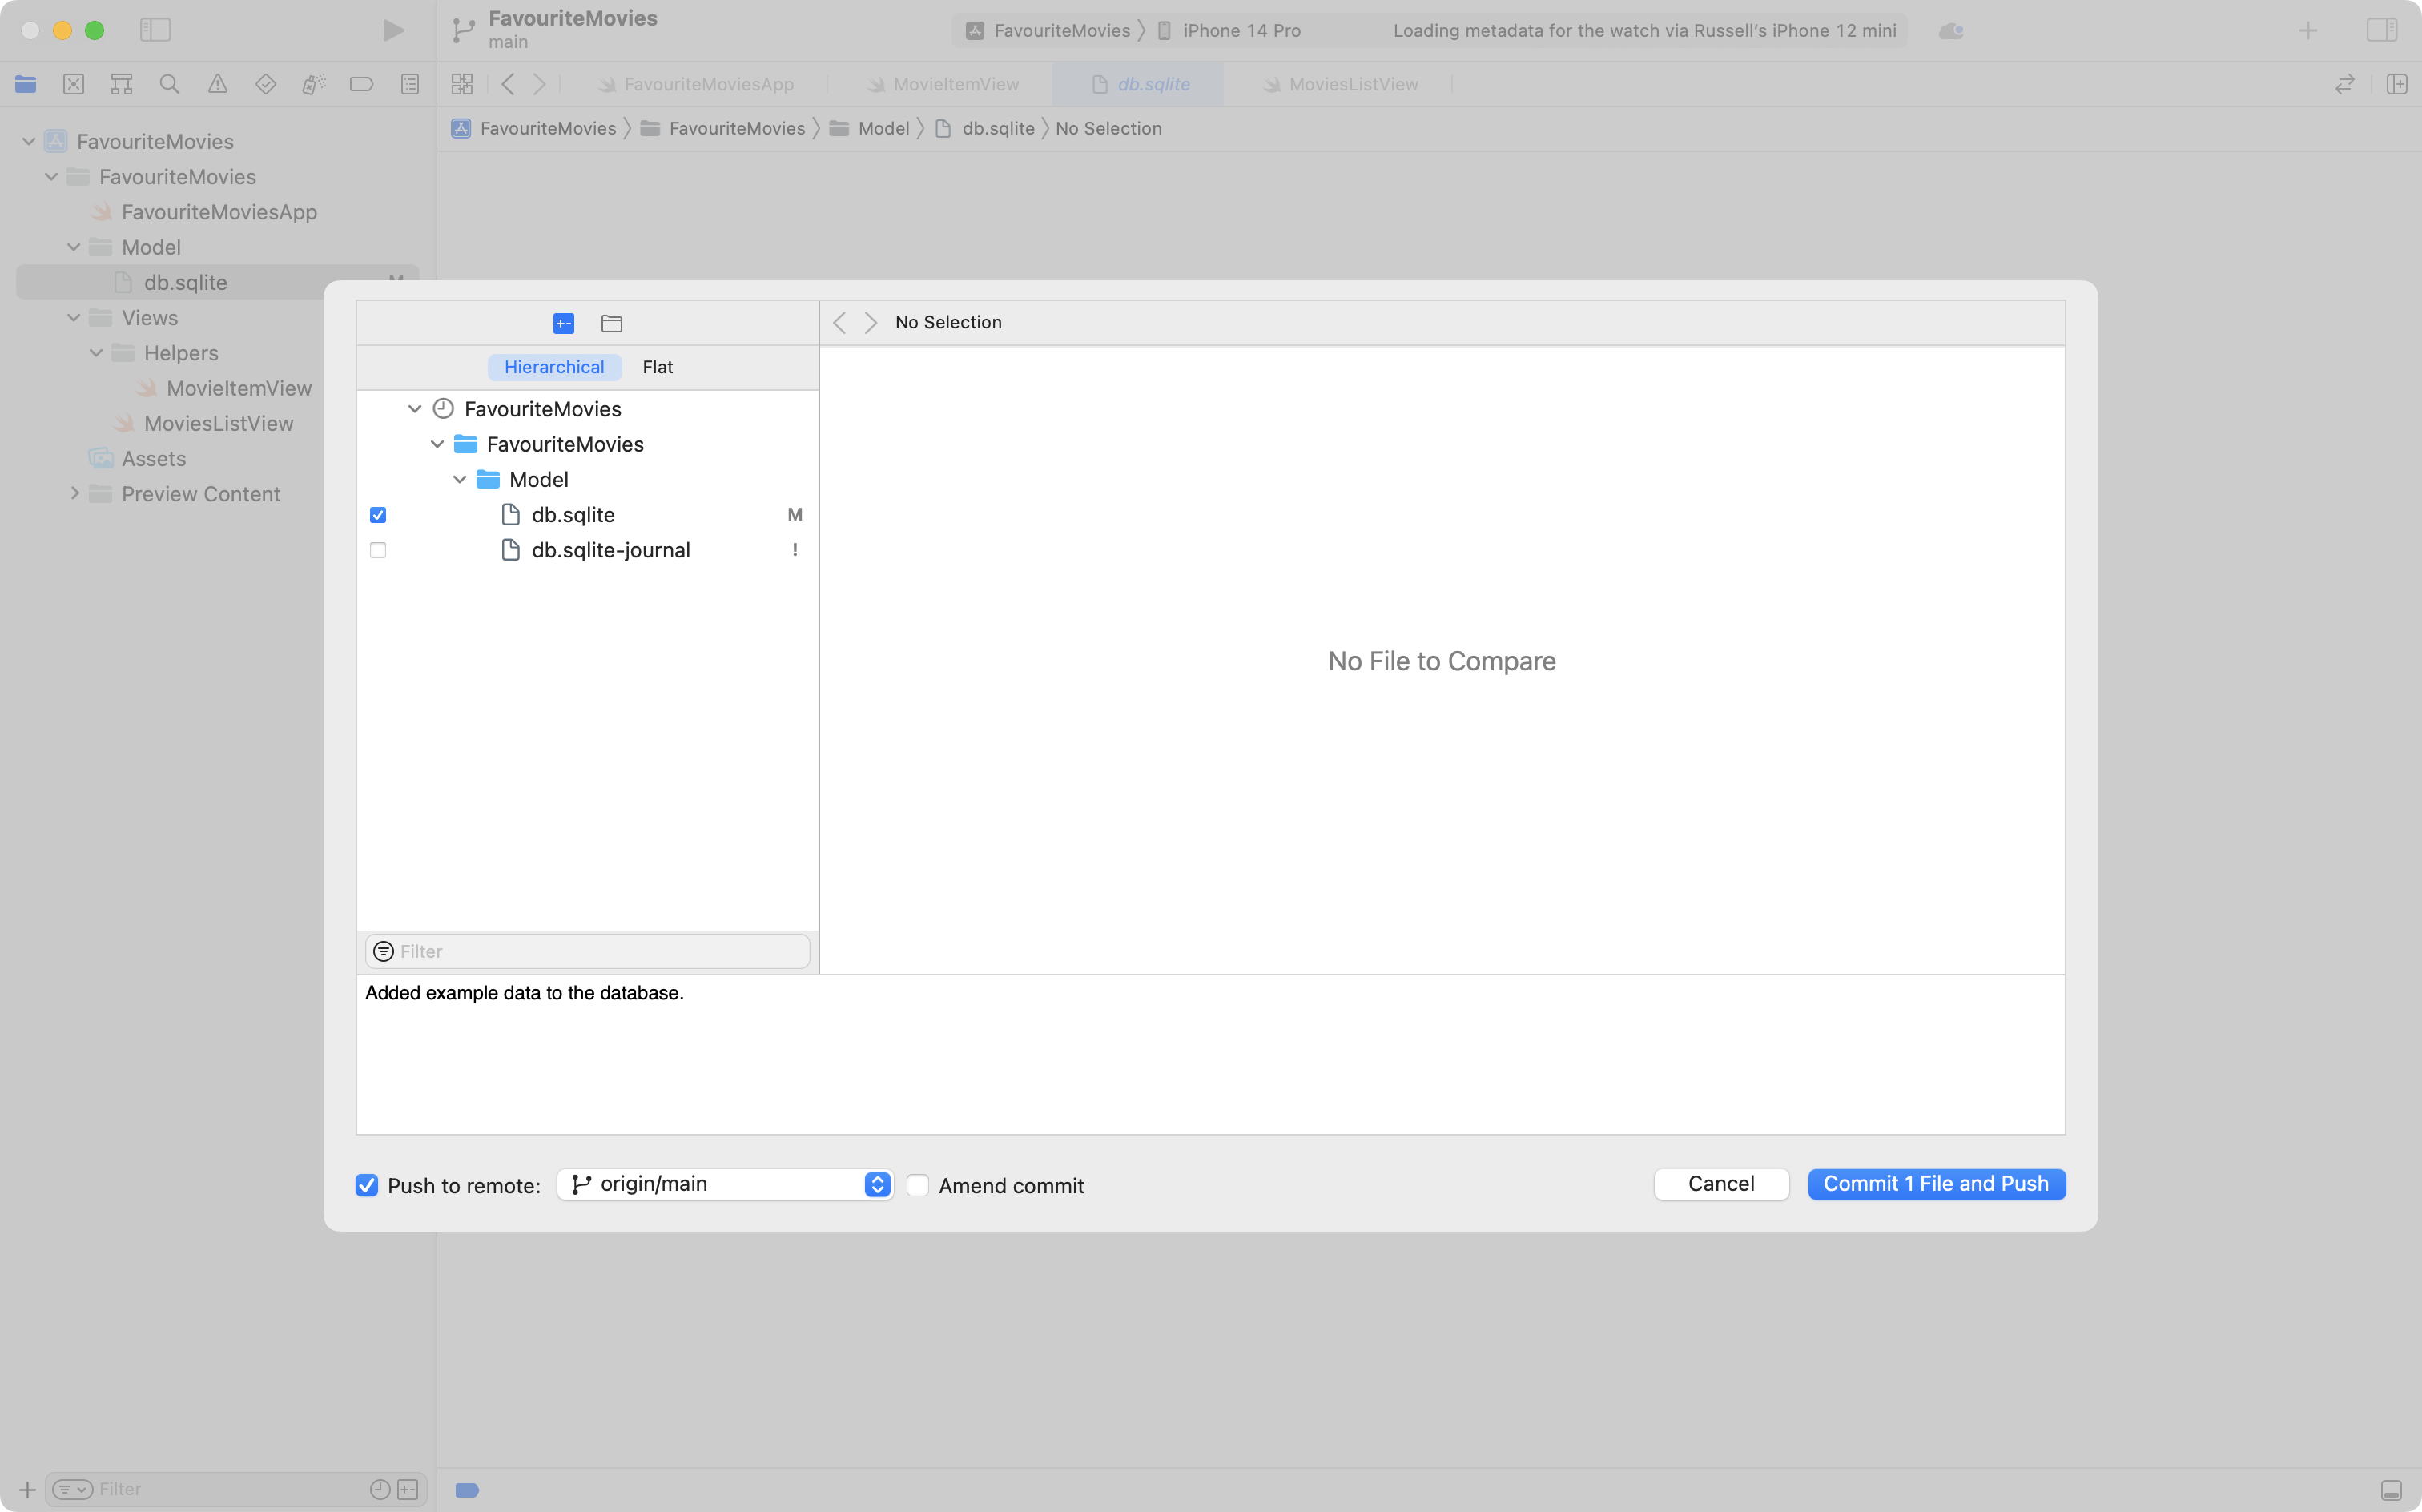 FavouriteMovies
main
FavouriteMovies iPhone 14 Pro Loading metadata for the watch via Russell's iPhone 12 mini
FavouriteMoviesApp MovieItemView db.sqlite MoviesListView
FavouriteMovies FavouriteMovies Model db.sqlite No Selection
FavouriteMovies
FavouriteMovies
FavouriteMoviesApp
Model
db.sqlite M
Views
Helpers
MovieItemView
MoviesListView
Assets
Preview Content
No Selection
Hierarchical Flat
FavouriteMovies
FavouriteMovies
Model
db.sqlite M
db.sqlite-journal !
No File to Compare
Filter
Added example data to the database.
Push to remote: origin/main Amend commit Cancel Commit 1 File and Push
Filter